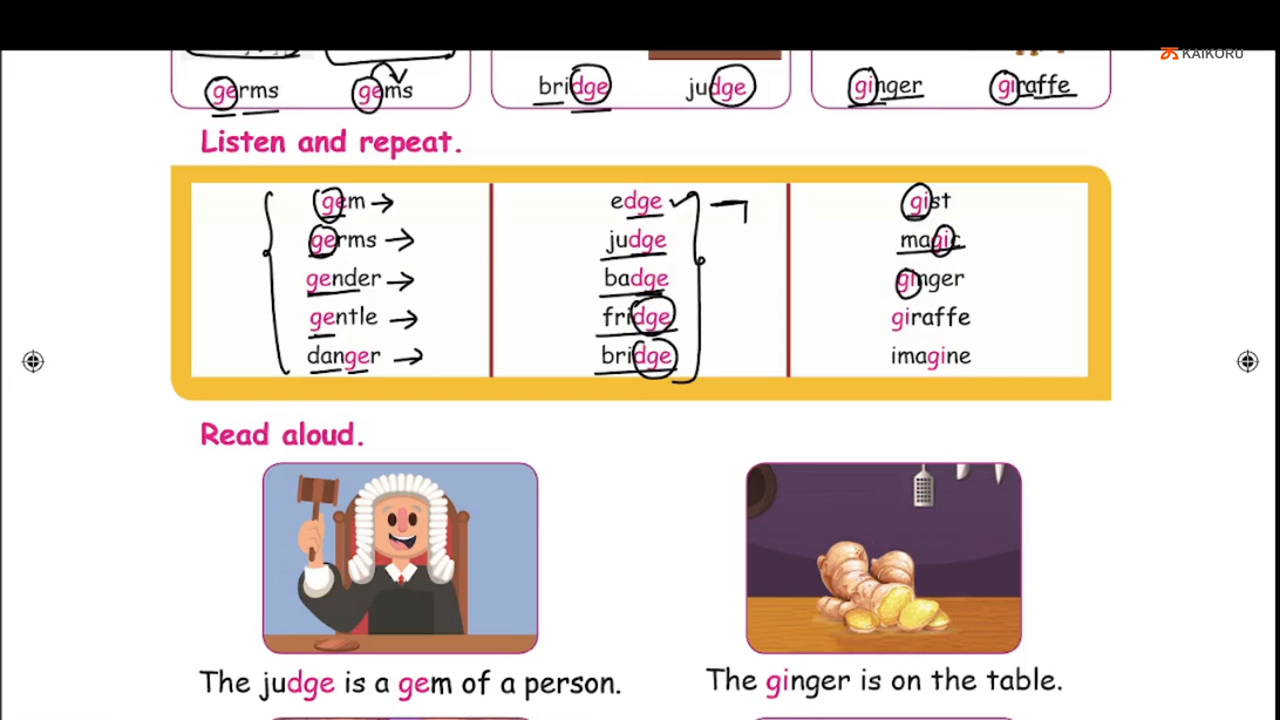 KAIKORU
germs gems bridge judge ginger giraffe
Listen and repeat.
gem edge gist
germs judge magic
gender badge ginger
gentle fridge giraffe
danger bridge imagine
Read aloud.
The judge is a gem of a person. The ginger is on the table.